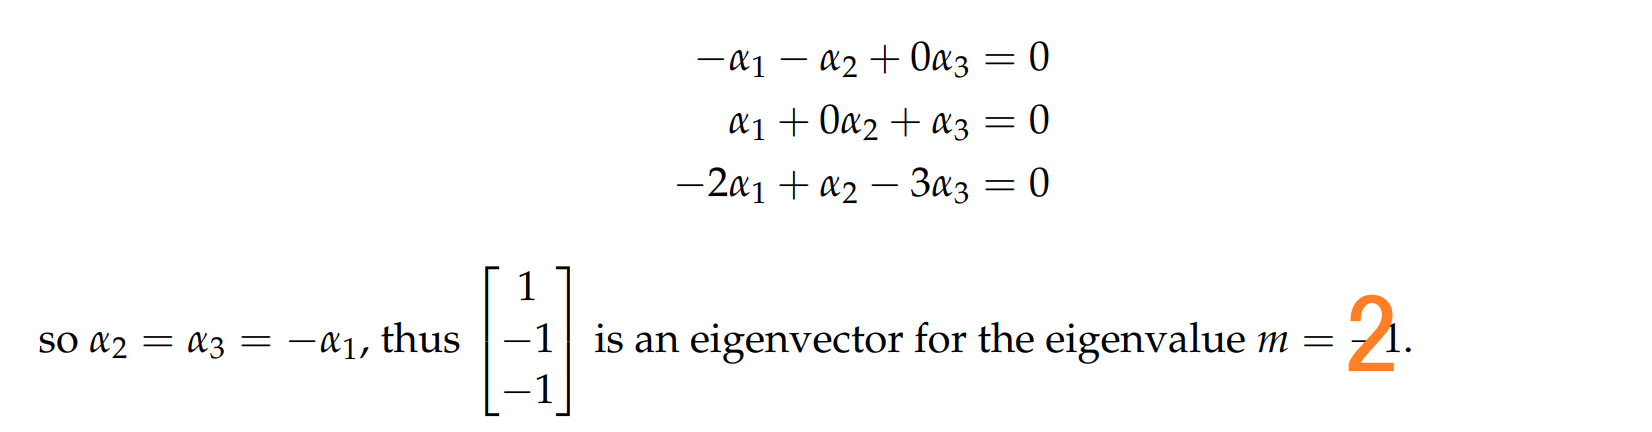 −α₁ − α₂ + 0α₃ = 0
α₁ + 0α₂ + α₃ = 0
−2α₁ + α₂ − 3α₃ = 0
so α₂ = α₃ = −α₁, thus [1 −1 −1] is an eigenvector for the eigenvalue m = −1.
2